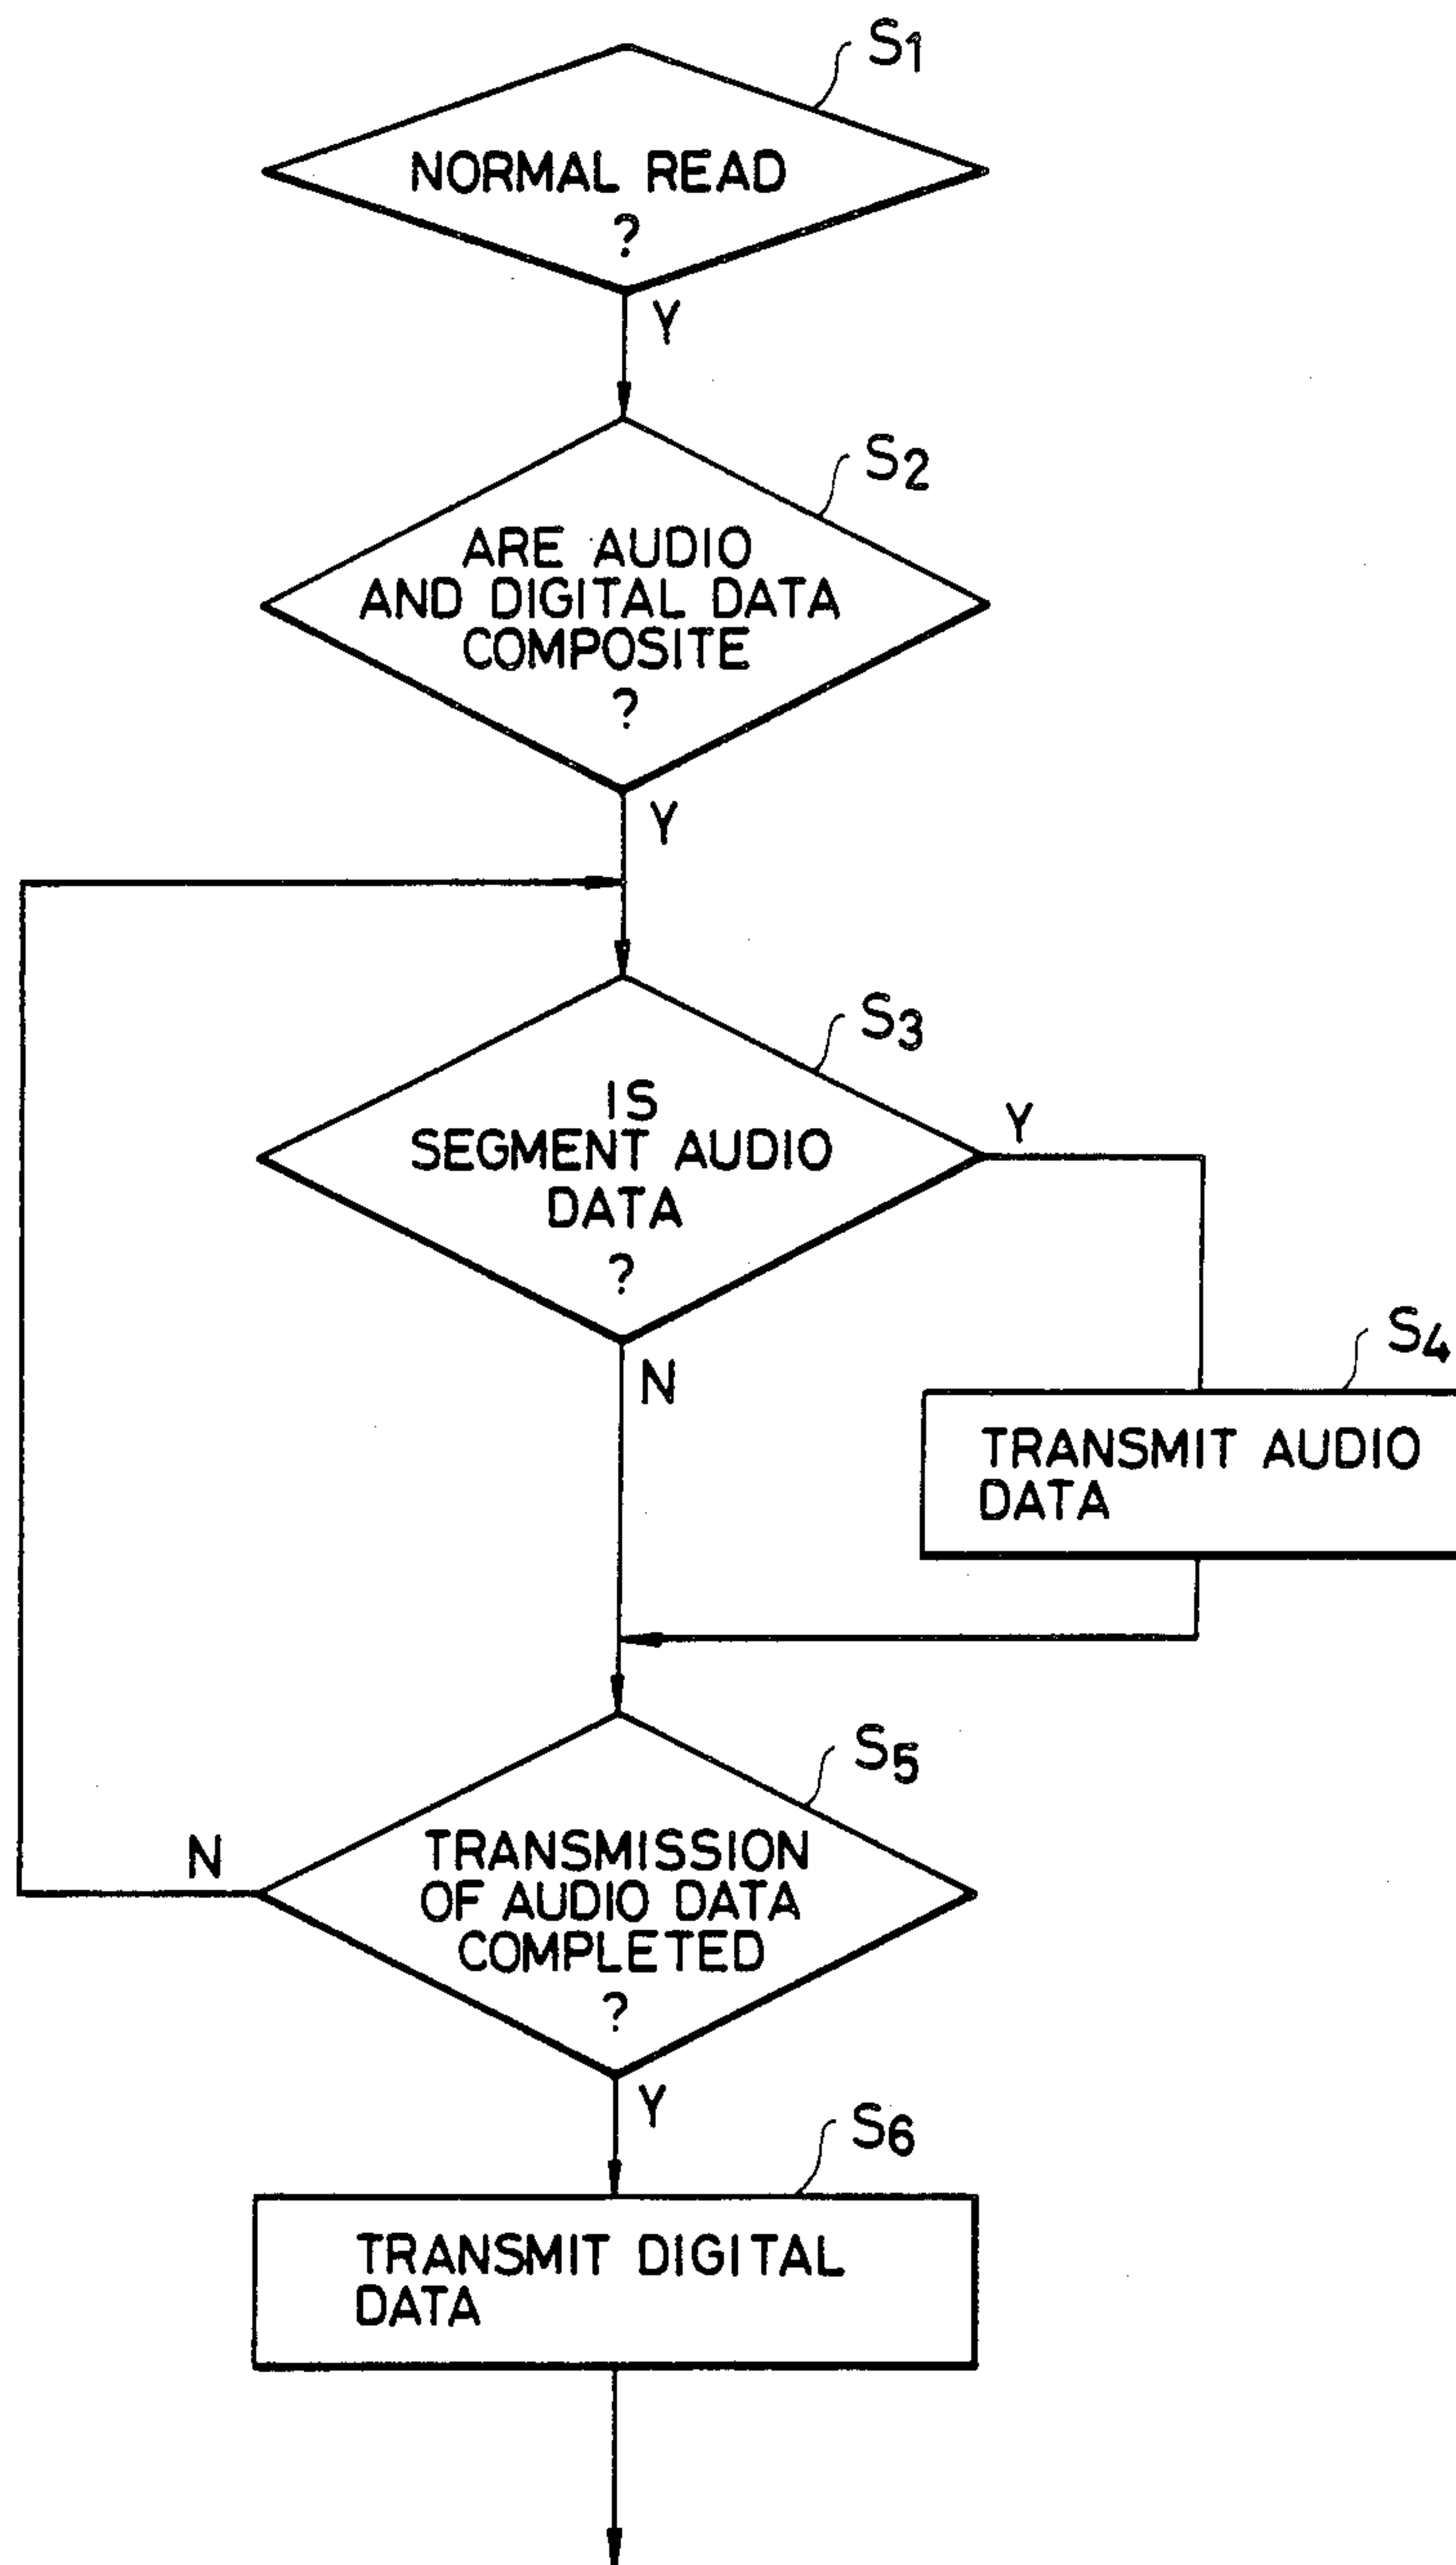 S1
NORMAL READ
?
Y
S2
ARE AUDIO
AND DIGITAL DATA
COMPOSITE
?
Y
S3
IS
SEGMENT AUDIO
DATA
?
Y
N
S4
TRANSMIT AUDIO
DATA
S5
TRANSMISSION
OF AUDIO DATA
COMPLETED
?
N
Y
S6
TRANSMIT DIGITAL
DATA